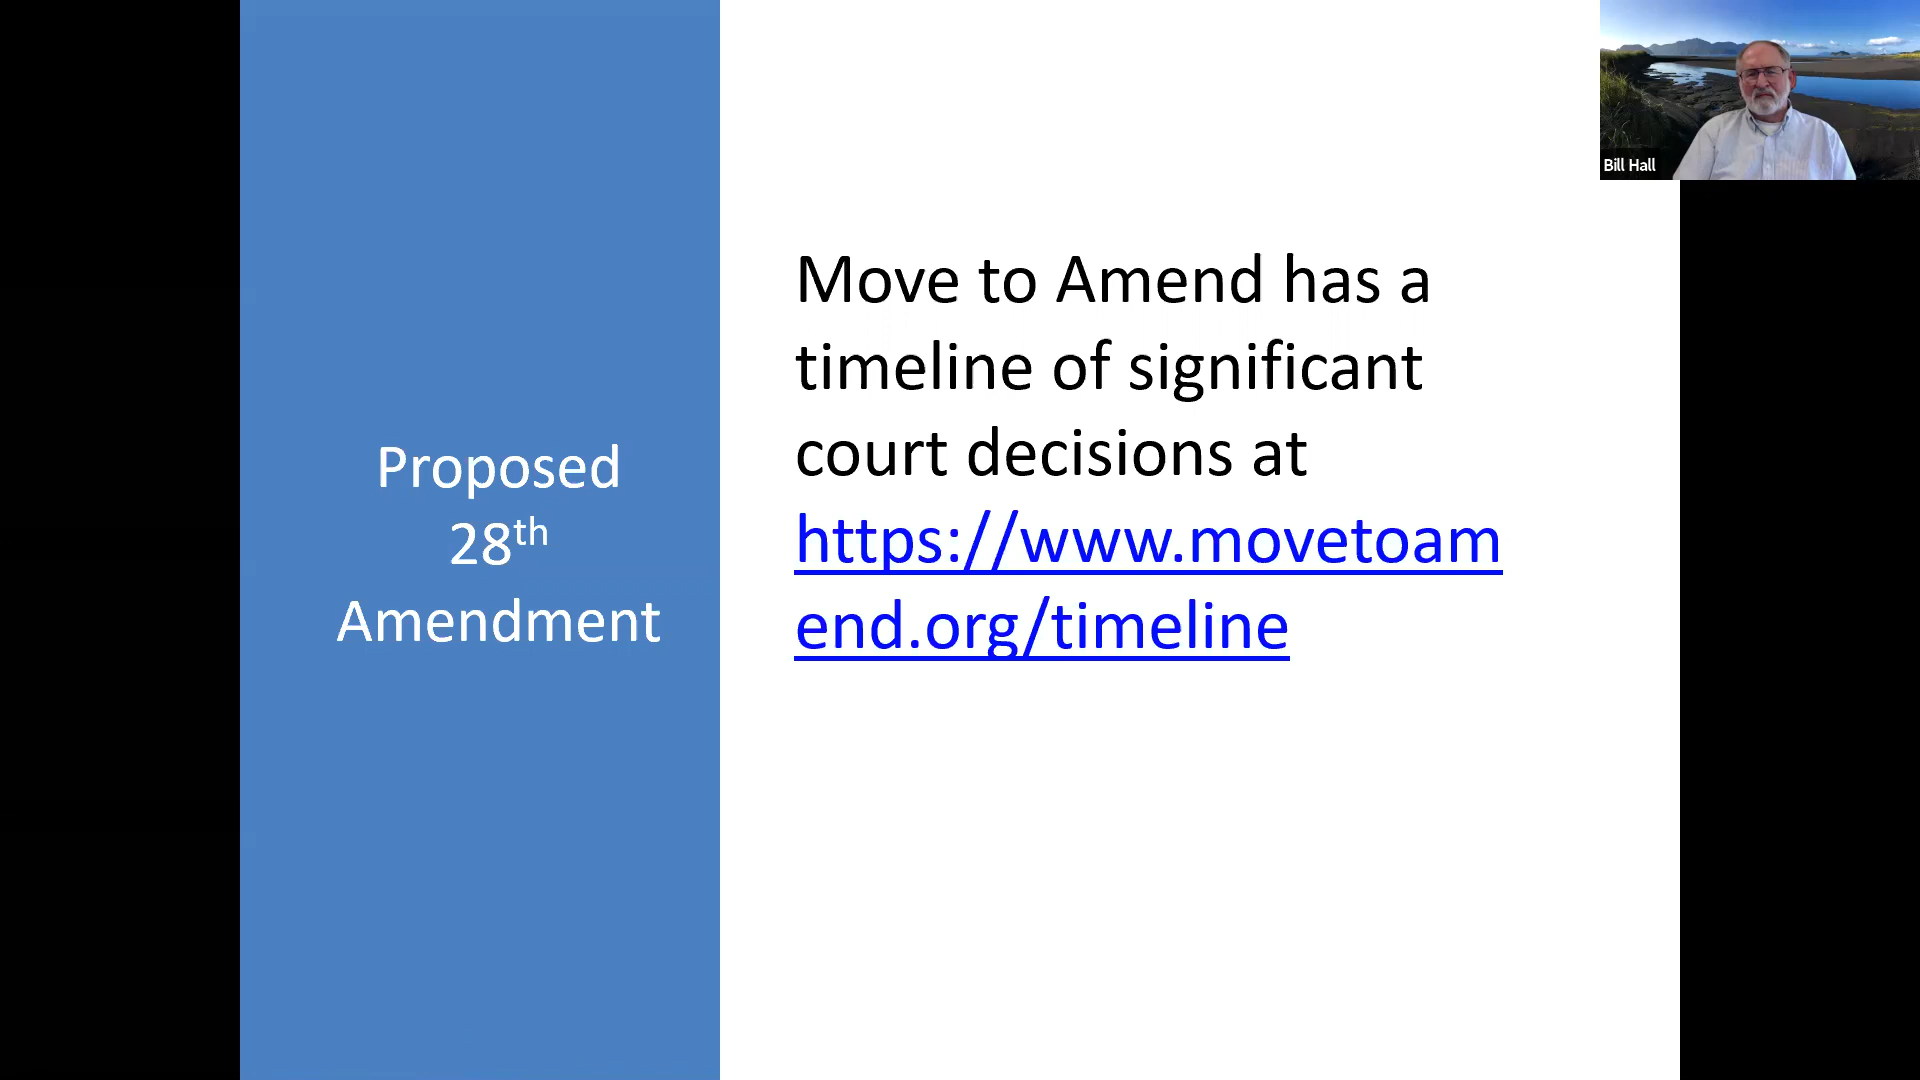 Proposed
28th
Amendment
Move to Amend has a
timeline of significant
court decisions at
https://www.movetoam
end.org/timeline
Bill Hall